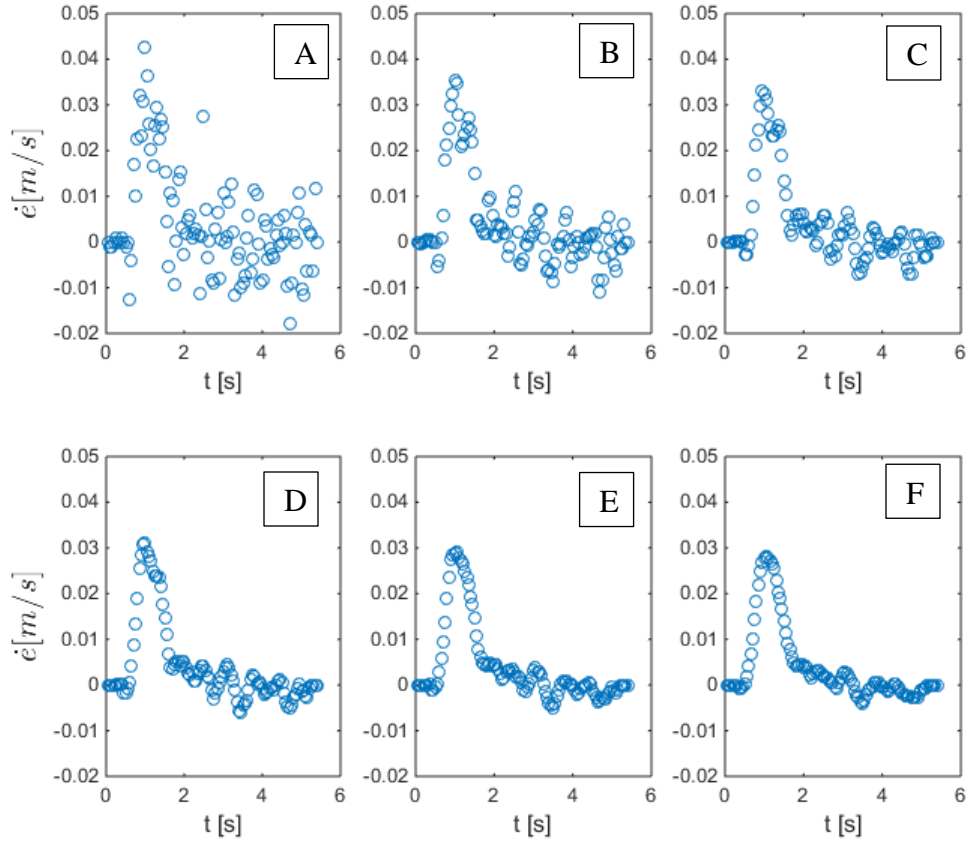 A
B
C
0.05 0.05 0.05
0.04 0.04 0.04
0.03 0.03 0.03
0.02 0.02 0.02
0.01 0.01 0.01
0 0 0
-0.01 -0.01 -0.01
-0.02 -0.02 -0.02
ė[m/s]
0 2 4 6 0 2 4 6 0 2 4 6
t [s] t [s] t [s]
D
E
F
0.05 0.05 0.05
0.04 0.04 0.04
0.03 0.03 0.03
0.02 0.02 0.02
0.01 0.01 0.01
0 0 0
-0.01 -0.01 -0.01
-0.02 -0.02 -0.02
ė[m/s]
0 2 4 6 0 2 4 6 0 2 4 6
t [s] t [s] t [s]